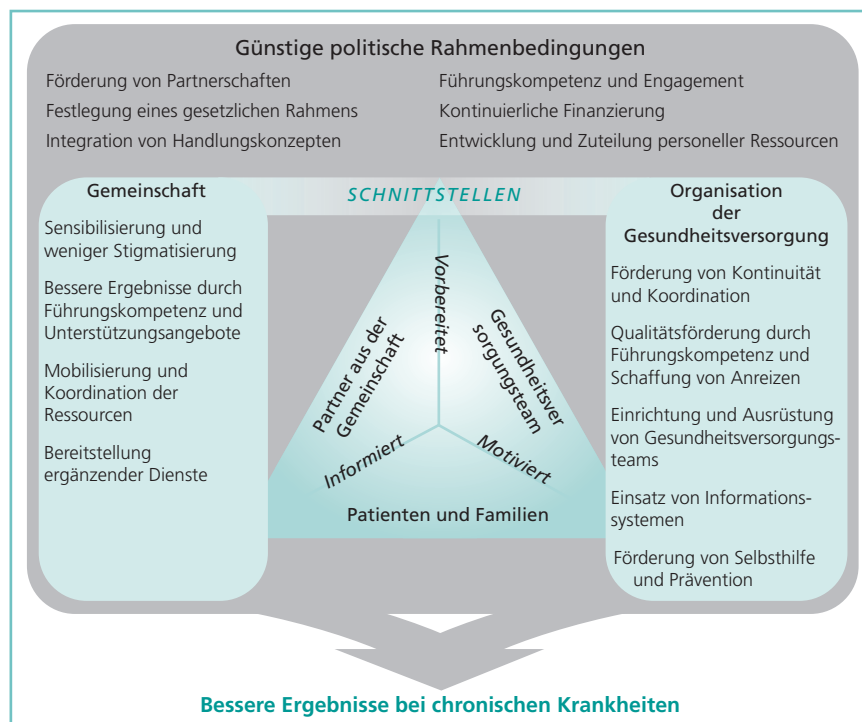 Günstige politische Rahmenbedingungen
Förderung von Partnerschaften
Festlegung eines gesetzlichen Rahmens
Integration von Handlungskonzepten
Führungskompetenz und Engagement
Kontinuierliche Finanzierung
Entwicklung und Zuteilung personeller Ressourcen
Gemeinschaft
Sensibilisierung und
weniger Stigmatisierung
Bessere Ergebnisse durch
Führungskompetenz und
Unterstützungsangebote
Mobilisierung und
Koordination der
Ressourcen
Bereitstellung
ergänzender Dienste
SCHNITTSTELLEN
Partner aus der
Gemeinschaft
Vorbereitet
Gesundheitsver
sorgungsteam
Informiert
Motiviert
Patienten und Familien
Organisation
der
Gesundheitsversorgung
Förderung von Kontinuität
und Koordination
Qualitätsförderung durch
Führungskompetenz und
Schaffung von Anreizen
Einrichtung und Ausrüstung
von Gesundheitsversorgungs-
teams
Einsatz von Informations-
systemen
Förderung von Selbsthilfe
und Prävention
Bessere Ergebnisse bei chronischen Krankheiten